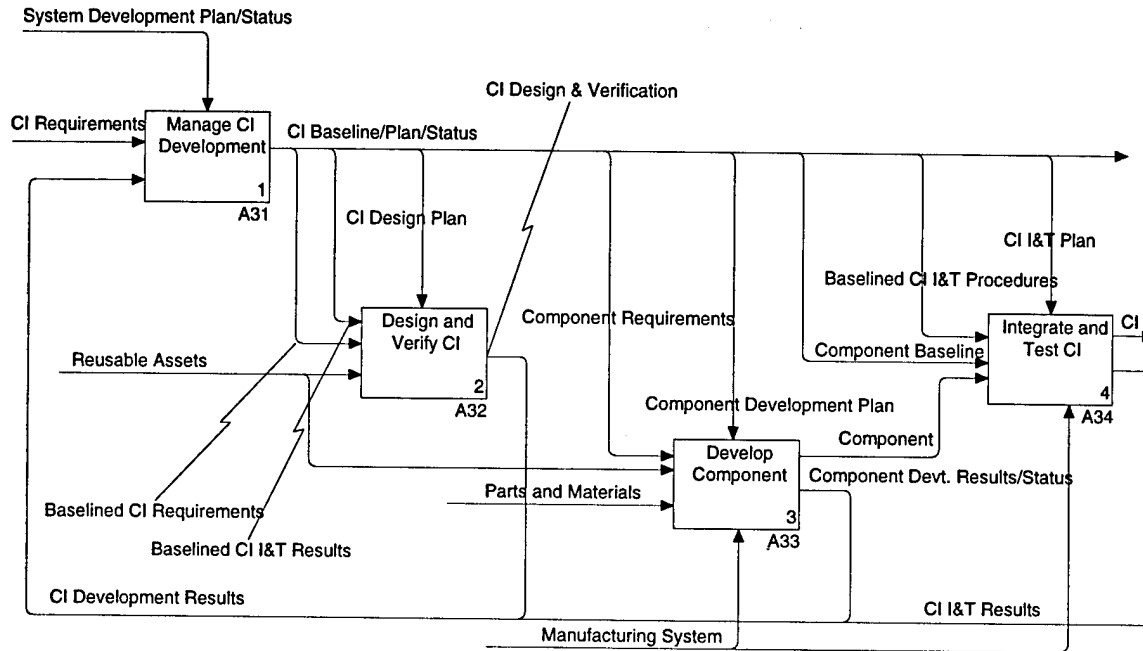 System Development Plan/Status
CI Design & Verification
CI Requirements
Manage CI
Development
1
A31
CI Baseline/Plan/Status
CI Design Plan
CI I&T Plan
Baselined CI I&T Procedures
Component Requirements
Design and
Verify CI
2
A32
Integrate and
Test CI
4
A34
CI
Reusable Assets
Component Baseline
Component Development Plan
Component
Develop
Component
3
A33
Component Devt. Results/Status
Parts and Materials
Baselined CI Requirements
Baselined CI I&T Results
CI Development Results
CI I&T Results
Manufacturing System